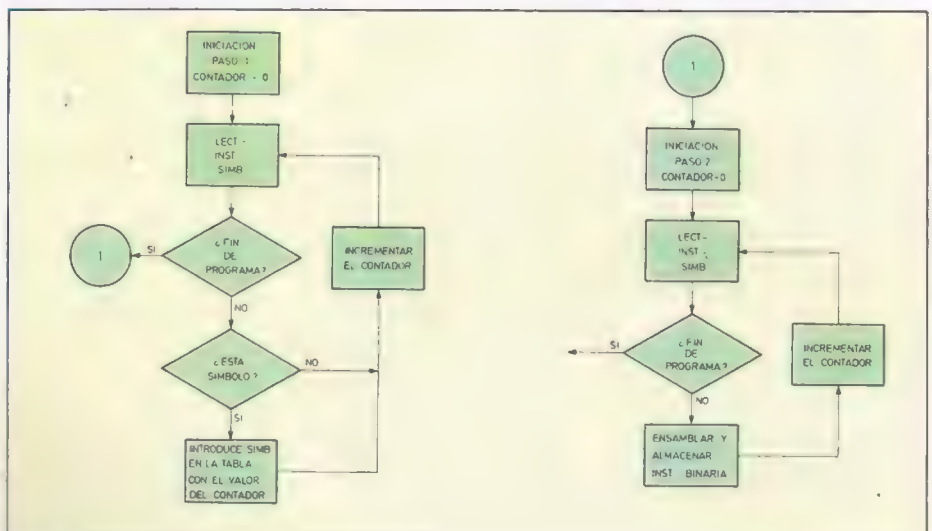 INICIACION
PASO 1
CONTADOR - 0
LECT -
INST
SIMB
¿ FIN
DE
PROGRAMA?
SI
1
NO
¿ ESTA
SIMBOLO?
NO
SI
INTRODUCE SIMB
EN LA TABLA
CON EL VALOR
DEL CONTADOR
INCREMENTAR
EL CONTADOR
1
INICIACION
PASO 2
CONTADOR - 0
LECT -
INST
SIMB
¿ FIN
DE
PROGRAMA?
SI
NO
ENSAMBLAR Y
ALMACENAR
INST BINARIA
INCREMENTAR
EL CONTADOR